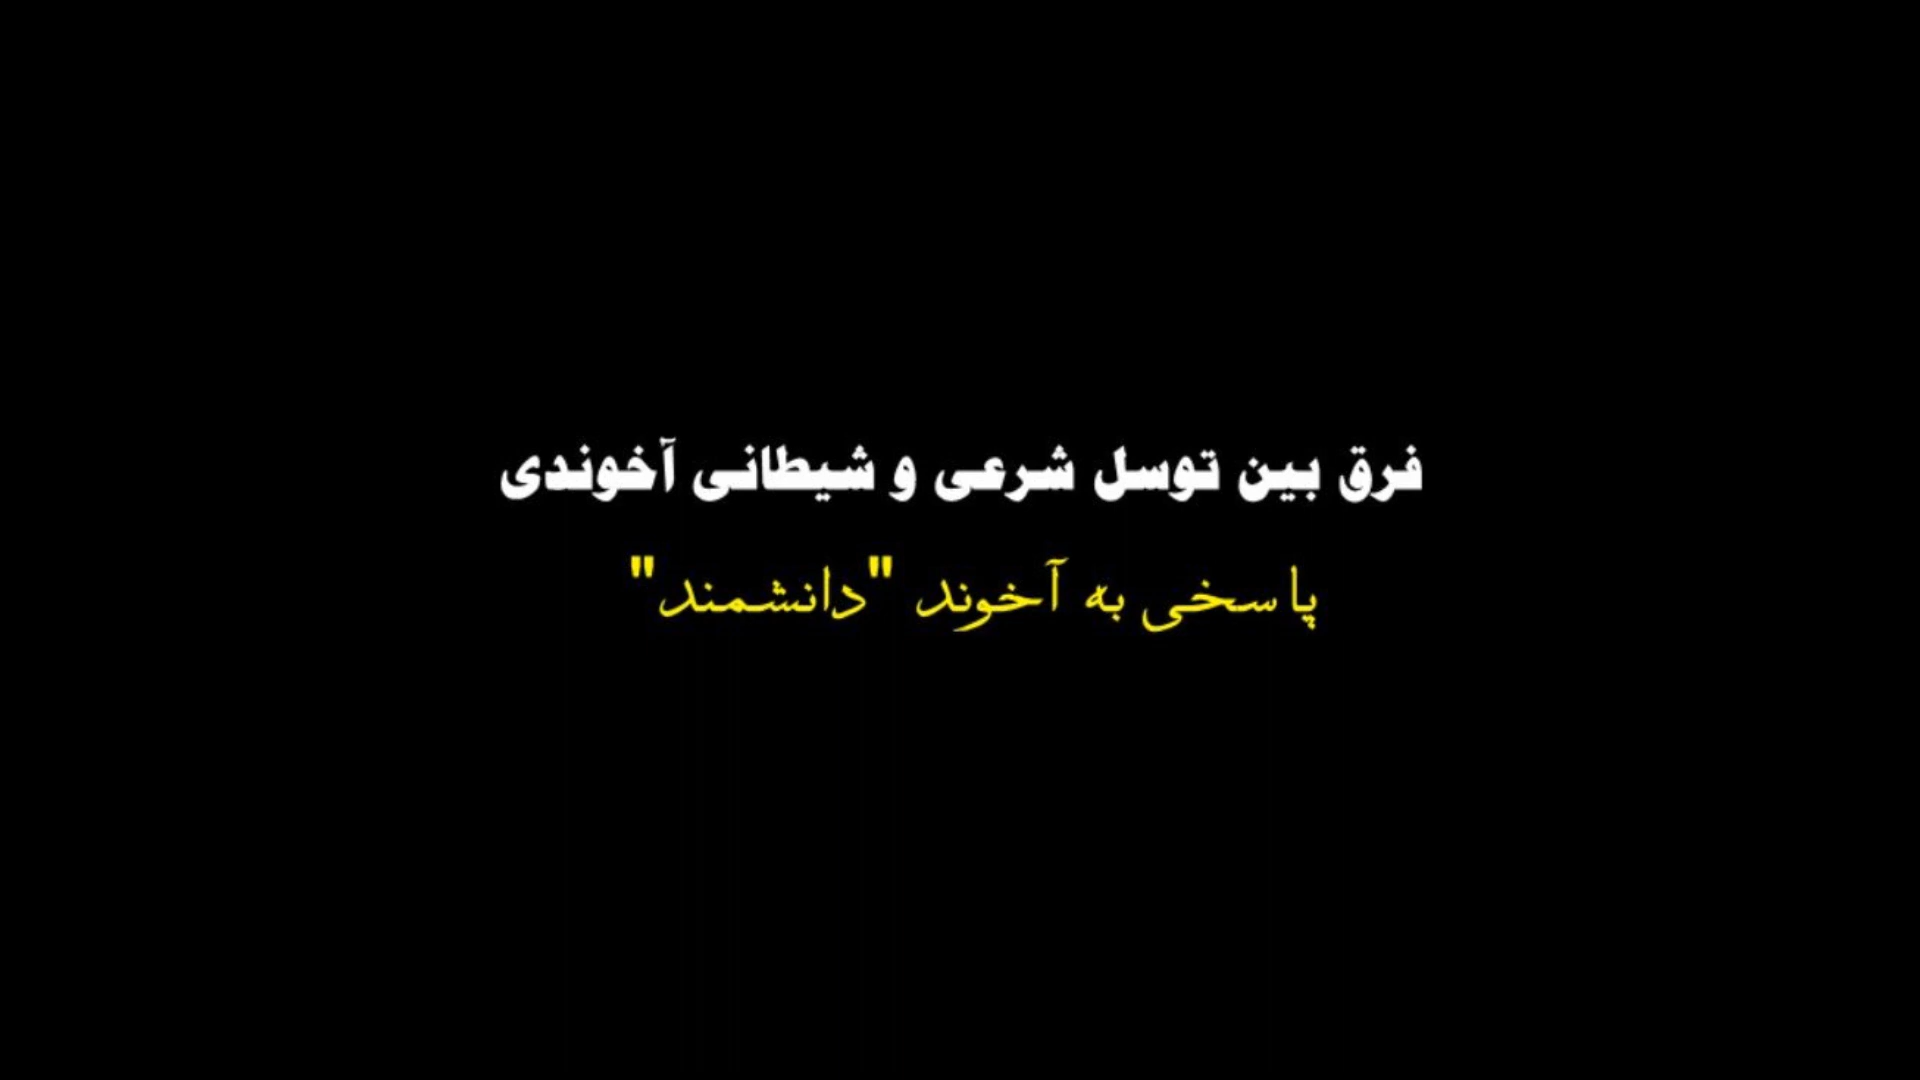 فرق بین توسل شرعی و شیطانی آخوندی
پاسخی به آخوند "دانشمند"